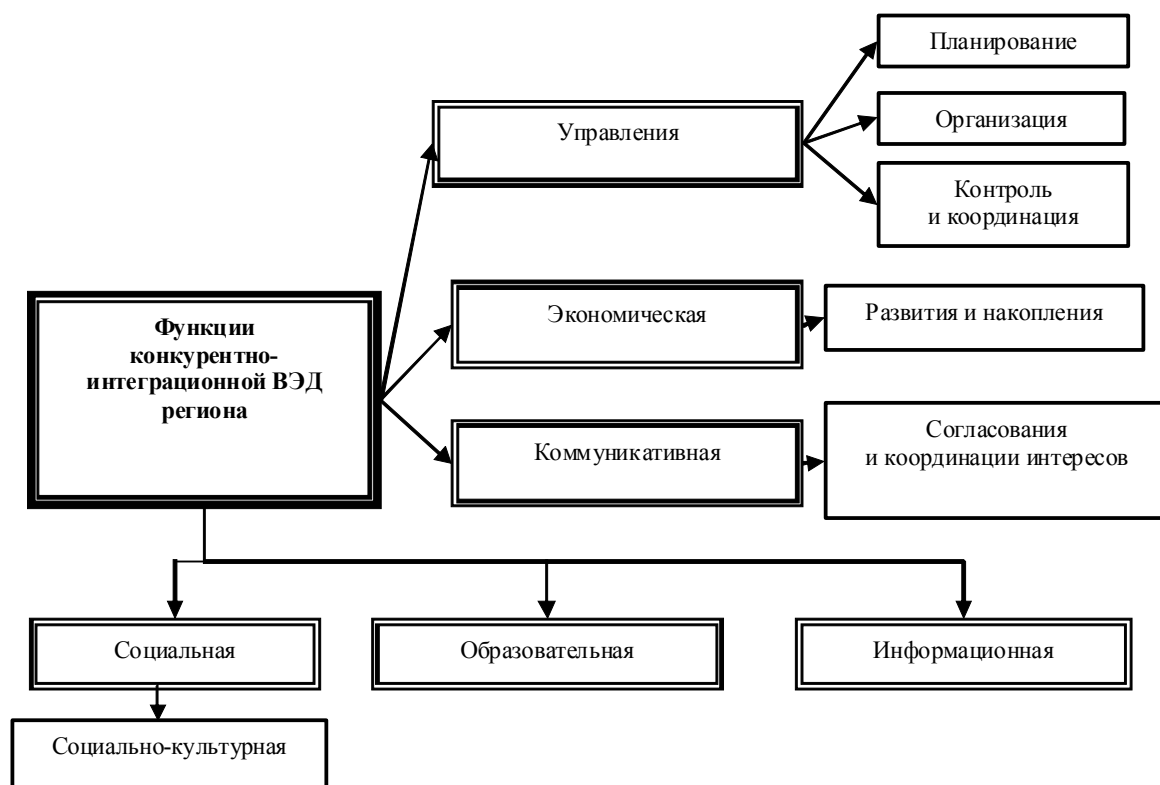 Планирование
Управления
Организация
Контроль
и координация
Функции
конкурентно-
интеграционной ВЭД
региона
Экономическая
Развития и накопления
Коммуникативная
Согласования
и координации интересов
Социальная
Образовательная
Информационная
Социально-культурная